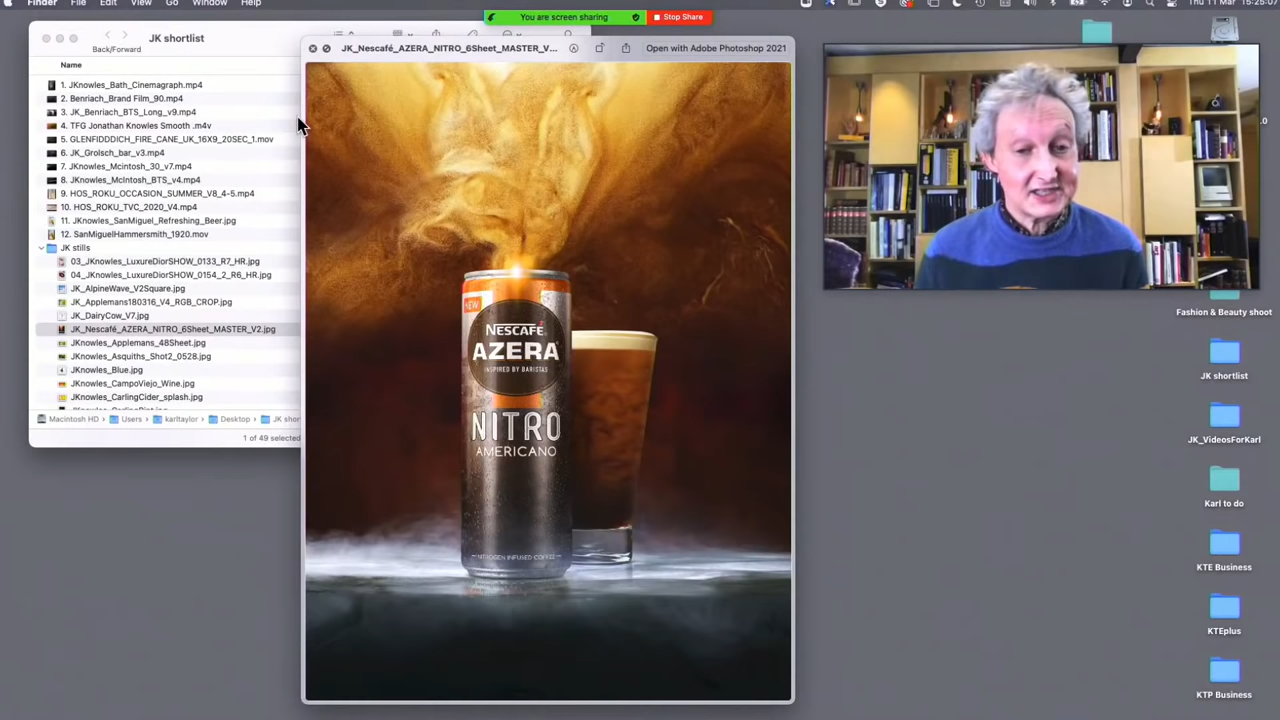 Finder File Edit View Go Window Help
Thu 11 Mar 15:25:07
You are screen sharing
Stop Share
JK shortlist
Back/Forward
Name
1. JKnowles_Bath_Cinemagraph.mp4
2. Benriach_Brand Film_90.mp4
3. JK_Benriach_BTS_Long_v9.mp4
4. TFG Jonathan Knowles Smooth .m4v
5. GLENFIDDDICH_FIRE_CANE_UK_16X9_20SEC_1.mov
6. JK_Grolsch_bar_v3.mp4
7. JKnowles_Mcintosh_30_v7.mp4
8. JKnowles_McIntosh_BTS_v4.mp4
9. HOS_ROKU_OCCASION_SUMMER_V8_4-5.mp4
10. HOS_ROKU_TVC_2020_V4.mp4
11. JKnowles_SanMiguel_Refreshing_Beer.jpg
12. SanMiguelHammersmith_1920.mov
JK stills
03_JKnowles_LuxureDiorSHOW_0133_R7_HR.jpg
04_JKnowles_LuxureDiorSHOW_0154_2_R6_HR.jpg
JK_AlpineWave_V2Square.jpg
JK_Applemans180316_V4_RGB_CROP.jpg
JK_DairyCow_V7.jpg
JK_Nescafé_AZERA_NITRO_6Sheet_MASTER_V2.jpg
JKnowles_Applemans_48Sheet.jpg
JKnowles_Asquiths_Shot2_0528.jpg
JKnowles_Blue.jpg
JKnowles_CampoViejo_Wine.jpg
JKnowles_CarlingCider_splash.jpg
Macintosh HD Users karltaylor Desktop JK shor
1 of 49 selected
JK_Nescafé_AZERA_NITRO_6Sheet_MASTER_V...
Open with Adobe Photoshop 2021
NEW
NESCAFÉ
AZERA
INSPIRED BY BARISTAS
NITRO
AMERICANO
NITROGEN INFUSED COFFEE
Fashion & Beauty shoot
JK shortlist
JK_VideosForKarl
Karl to do
KTE Business
KTEplus
KTP Business